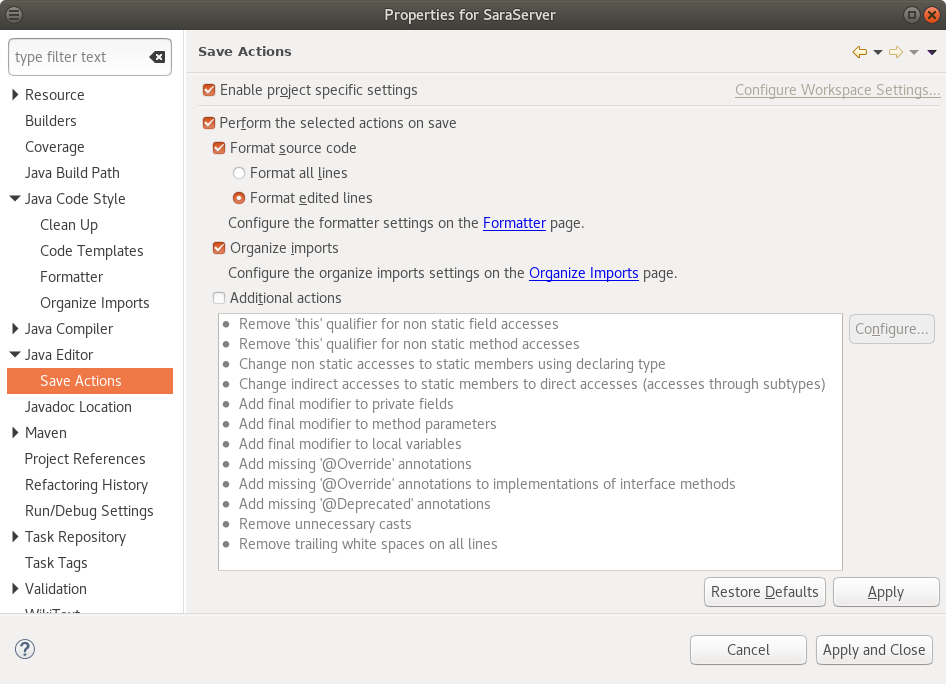 Properties for SaraServer
type filter text
Resource
Builders
Coverage
Java Build Path
Java Code Style
Clean Up
Code Templates
Formatter
Organize Imports
Java Compiler
Java Editor
Save Actions
Javadoc Location
Maven
Project References
Refactoring History
Run/Debug Settings
Task Repository
Task Tags
Validation
WikiText
Save Actions
Enable project specific settings
Configure Workspace Settings...
Perform the selected actions on save
Format source code
Format all lines
Format edited lines
Configure the formatter settings on the Formatter page.
Organize imports
Configure the organize imports settings on the Organize Imports page.
Additional actions
Remove 'this' qualifier for non static field accesses
Remove 'this' qualifier for non static method accesses
Change non static accesses to static members using declaring type
Change indirect accesses to static members to direct accesses (accesses through subtypes)
Add final modifier to private fields
Add final modifier to method parameters
Add final modifier to local variables
Add missing '@Override' annotations
Add missing '@Override' annotations to implementations of interface methods
Add missing '@Deprecated' annotations
Remove unnecessary casts
Remove trailing white spaces on all lines
Configure...
Restore Defaults
Apply
?
Cancel
Apply and Close